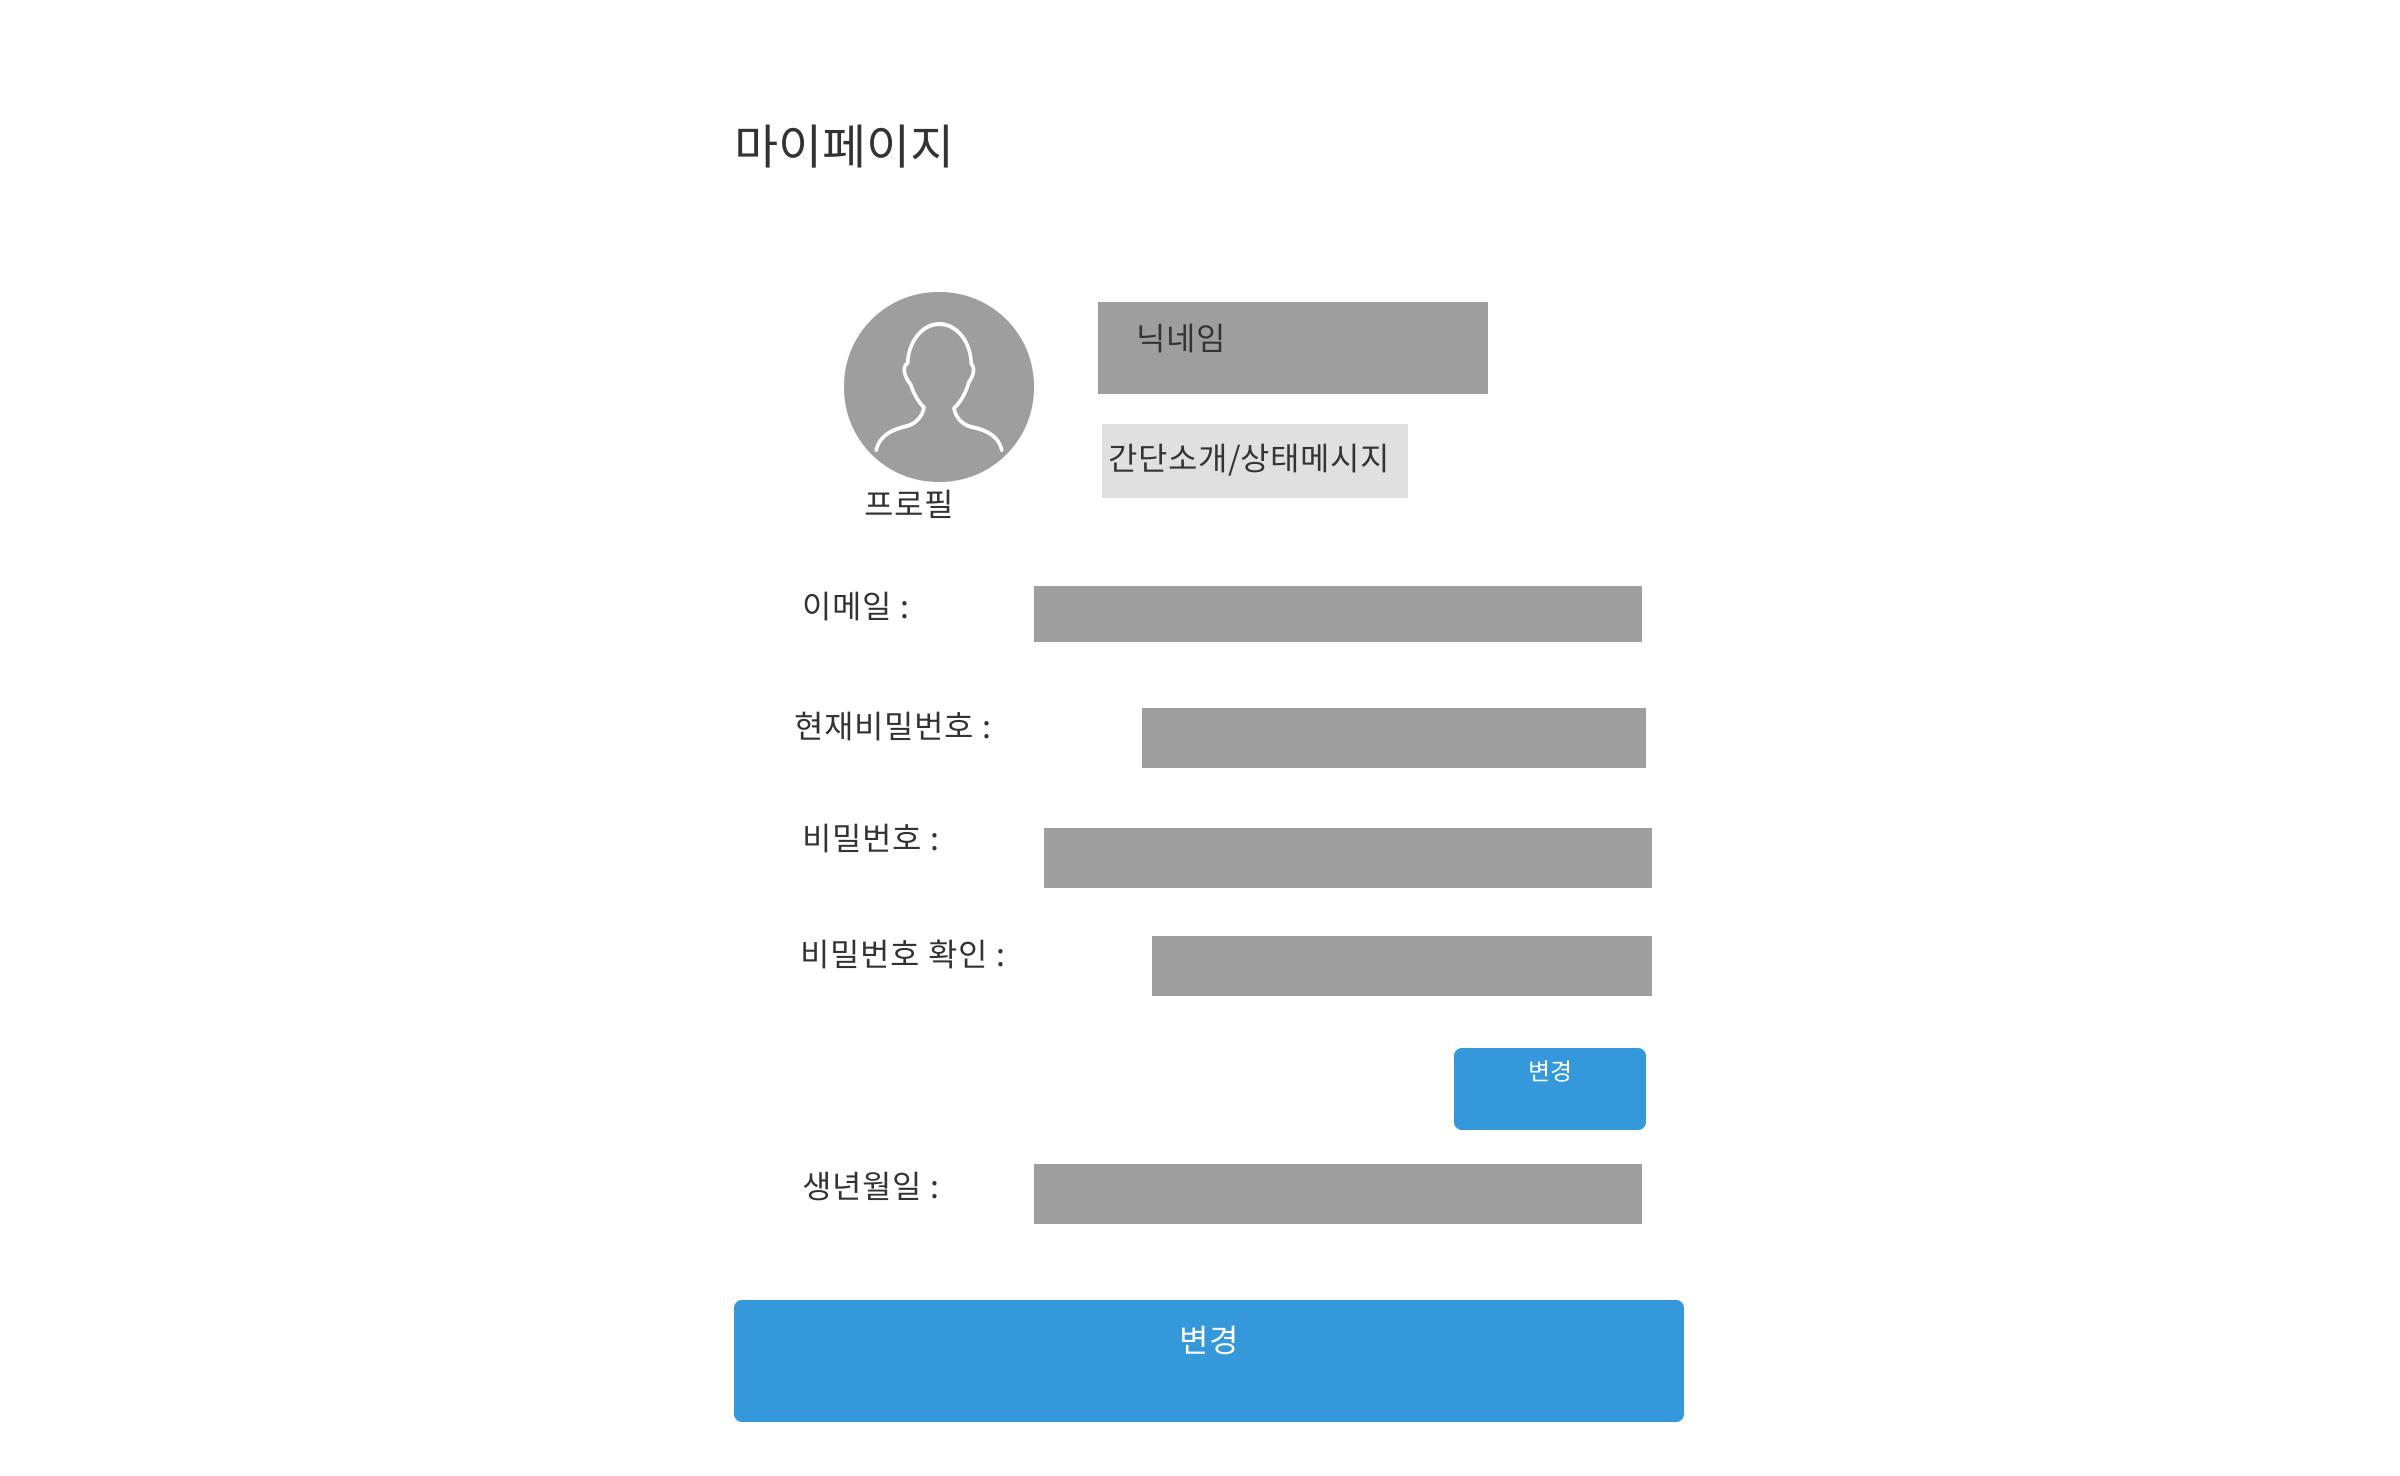 마이페이지
닉네임
간단소개/상태메시지
프로필
이메일 :
현재비밀번호 :
비밀번호 :
비밀번호 확인 :
변경
생년월일 :
변경